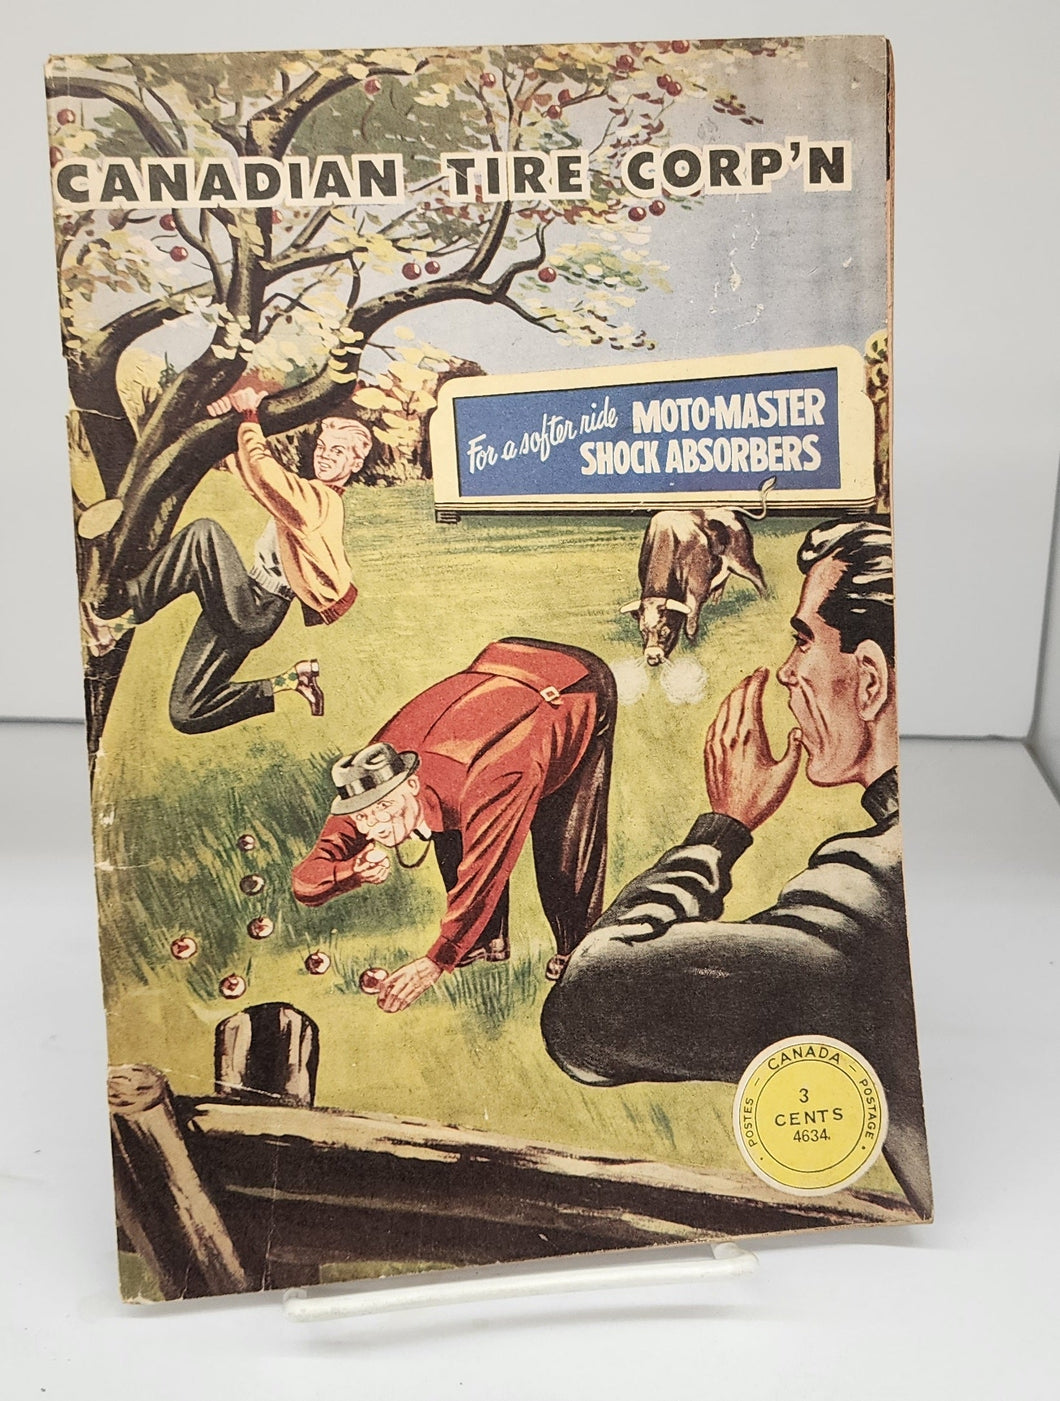 CANADIAN TIRE CORP'N
For a softer ride MOTO-MASTER
SHOCK ABSORBERS
POSTES — CANADA — POSTAGE
3
CENTS
4634